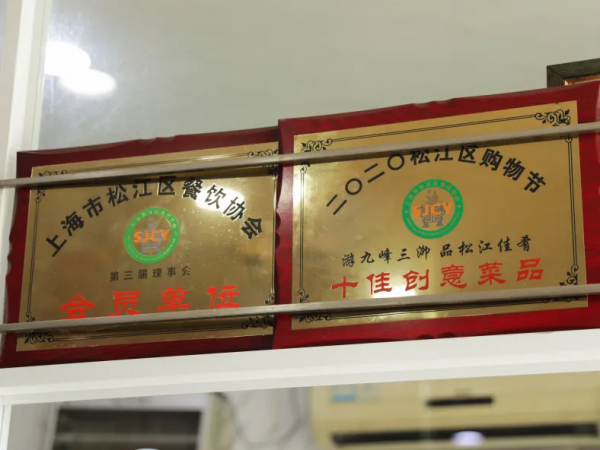 上海市松江区餐饮协会
SJCY
第三届理事会
会员单位
二〇二〇松江区购物节
游九峰三泖 品松江佳肴
十佳创意菜品